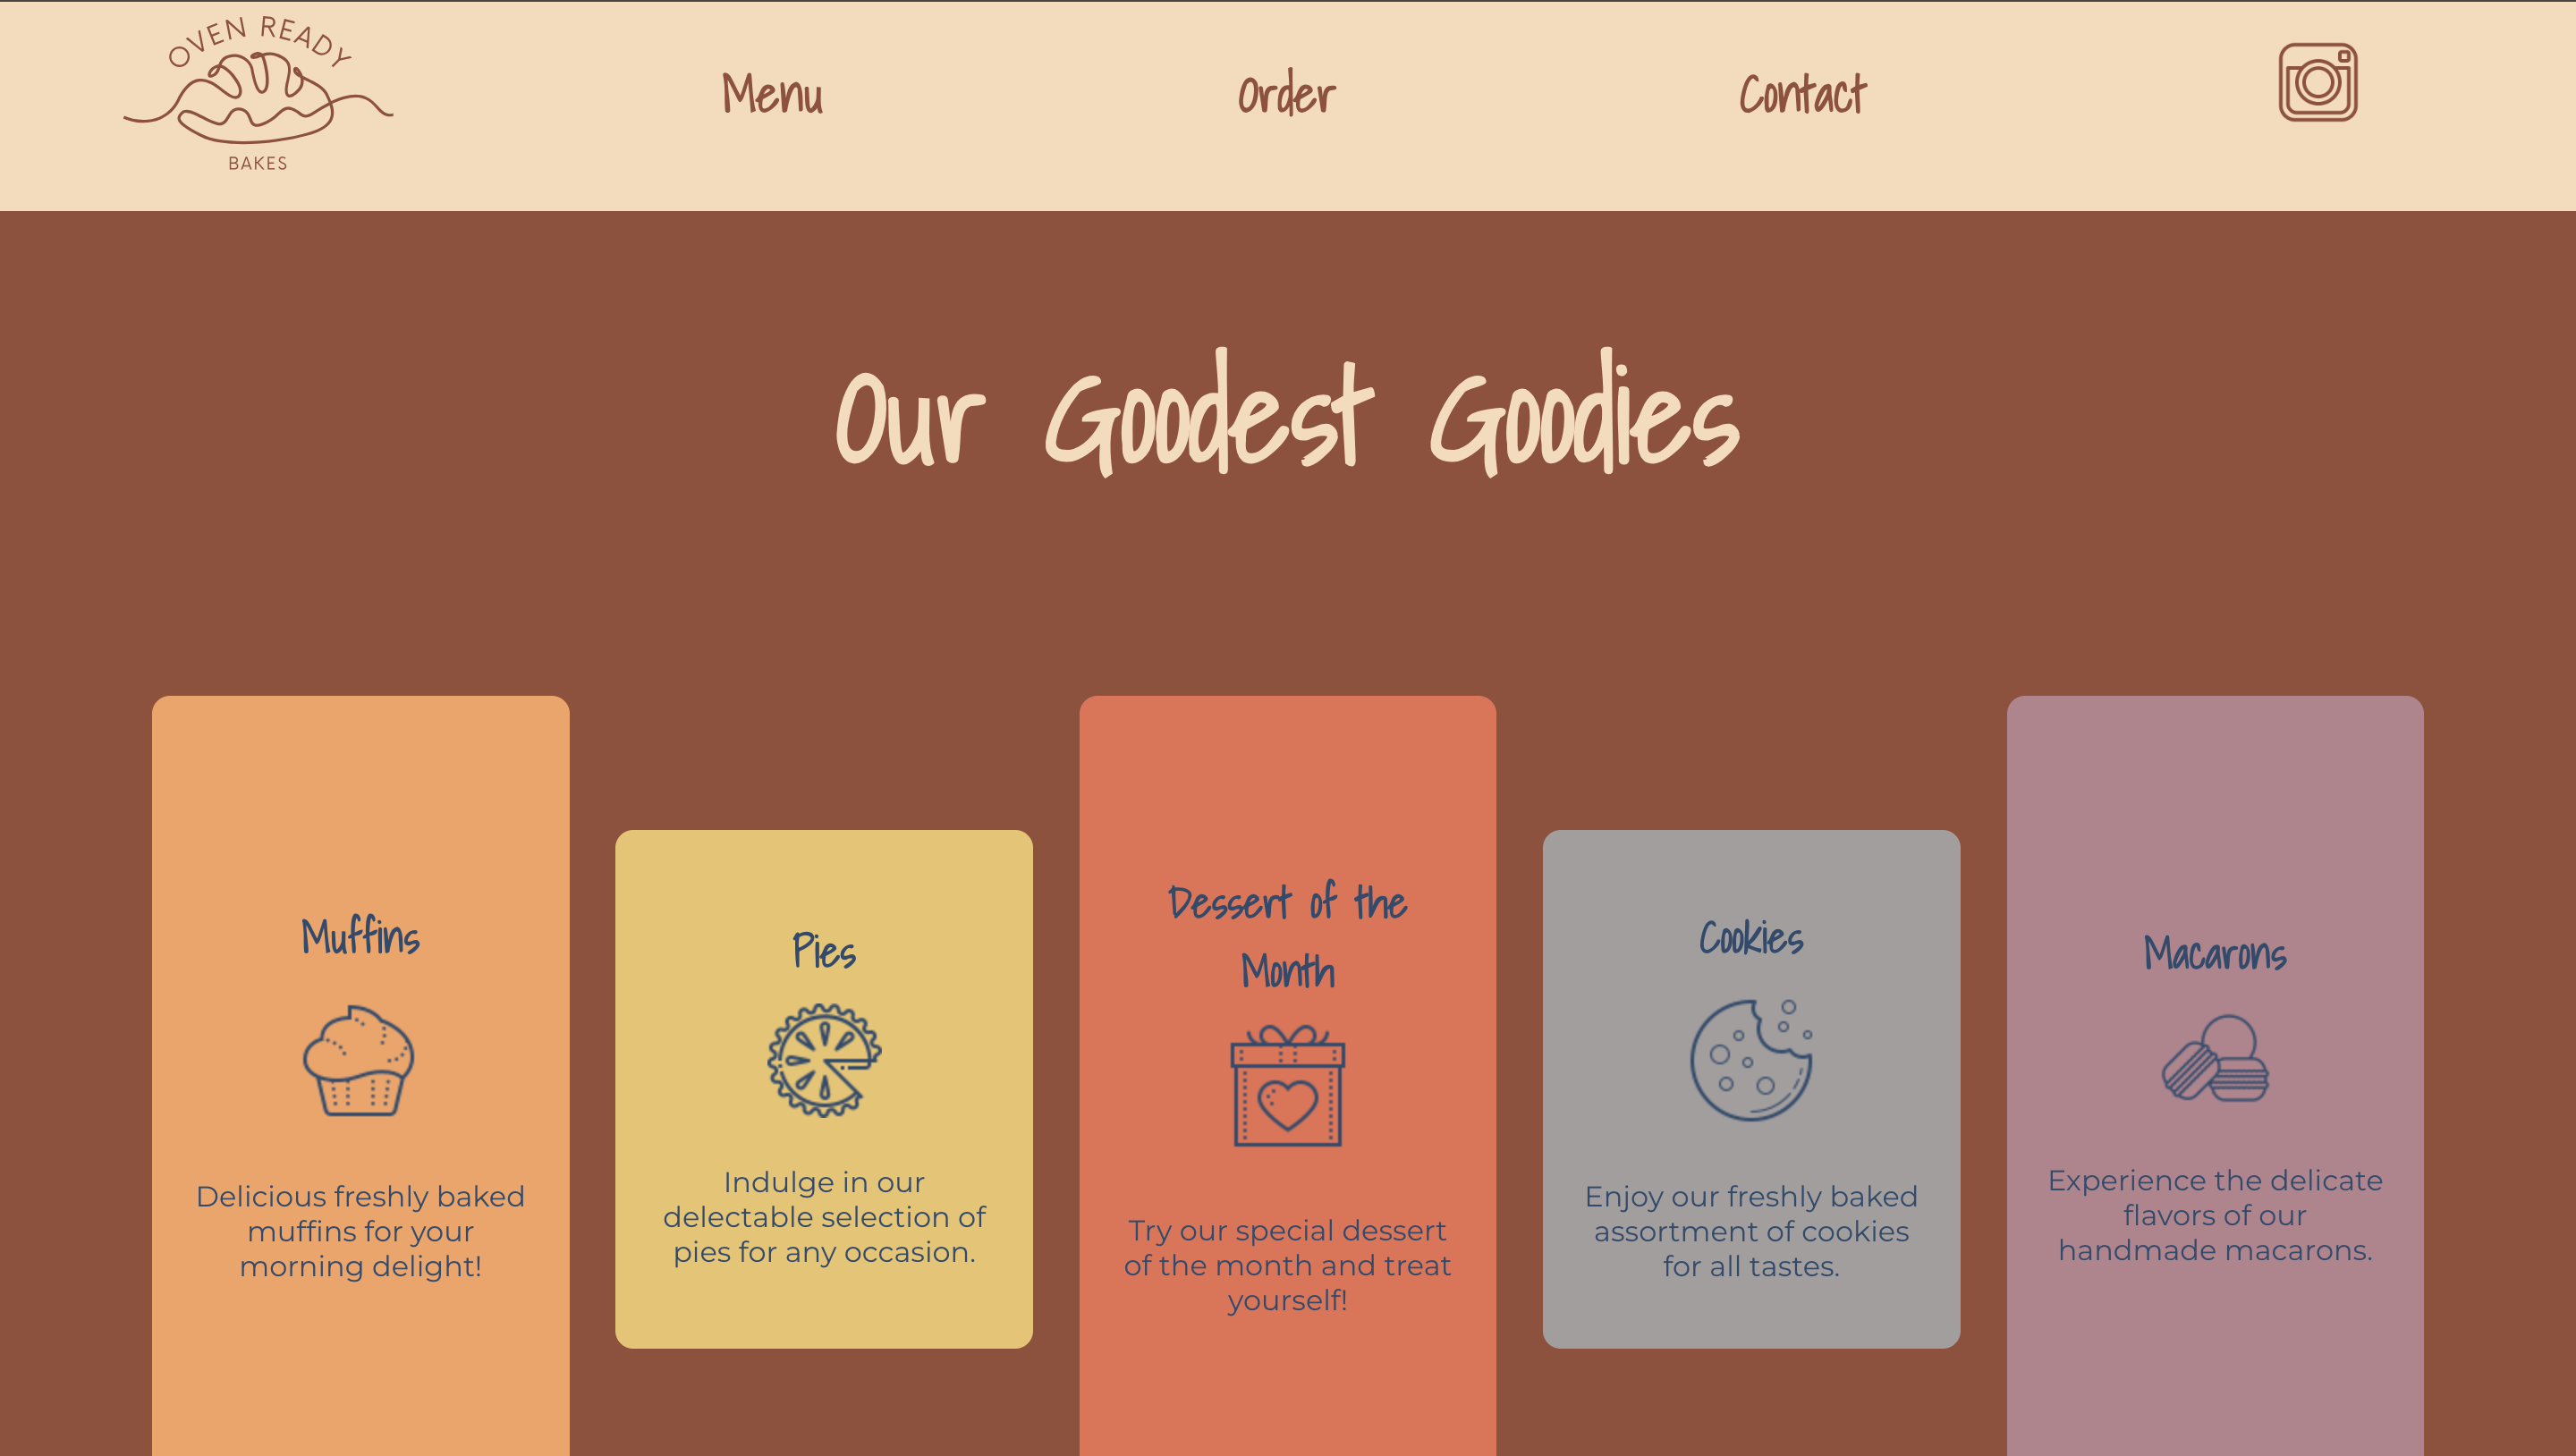 OVEN READY
BAKES
Menu
Order
Contact
Our Goodest Goodies
Muffins
Delicious freshly baked
muffins for your
morning delight!
Pies
Indulge in our
delectable selection of
pies for any occasion.
Dessert of the
Month
Try our special dessert
of the month and treat
yourself!
Cookies
Enjoy our freshly baked
assortment of cookies
for all tastes.
Macarons
Experience the delicate
flavors of our
handmade macarons.